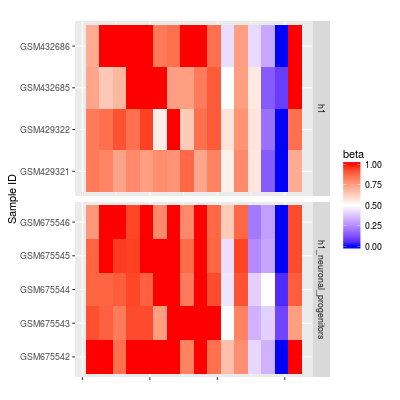 Sample ID
GSM432686
GSM432685
GSM429322
GSM429321
h1
GSM675546
GSM675545
GSM675544
GSM675543
GSM675542
h1_neuronal_progenitors
beta
1.00
0.75
0.50
0.25
0.00